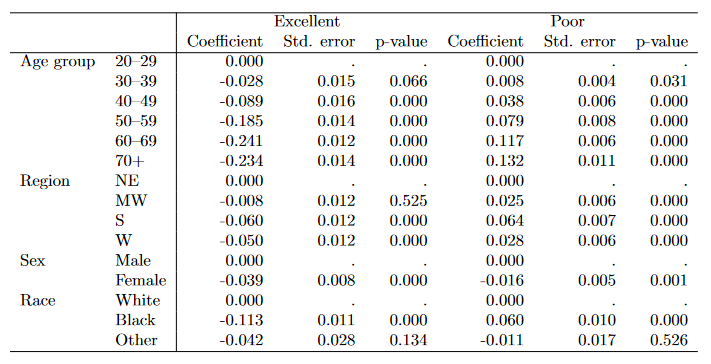 Excellent Poor
Coefficient Std. error p-value Coefficient Std. error p-value
Age group 20–29 0.000 . . 0.000 . .
30–39 -0.028 0.015 0.066 0.008 0.004 0.031
40–49 -0.089 0.016 0.000 0.038 0.006 0.000
50–59 -0.185 0.014 0.000 0.079 0.008 0.000
60–69 -0.241 0.012 0.000 0.117 0.006 0.000
70+ -0.234 0.014 0.000 0.132 0.011 0.000
Region NE 0.000 . . 0.000 . .
MW -0.008 0.012 0.525 0.025 0.006 0.000
S -0.060 0.012 0.000 0.064 0.007 0.000
W -0.050 0.012 0.000 0.028 0.006 0.000
Sex Male 0.000 . . 0.000 . .
Female -0.039 0.008 0.000 -0.016 0.005 0.001
Race White 0.000 . . 0.000 . .
Black -0.113 0.011 0.000 0.060 0.010 0.000
Other -0.042 0.028 0.134 -0.011 0.017 0.526